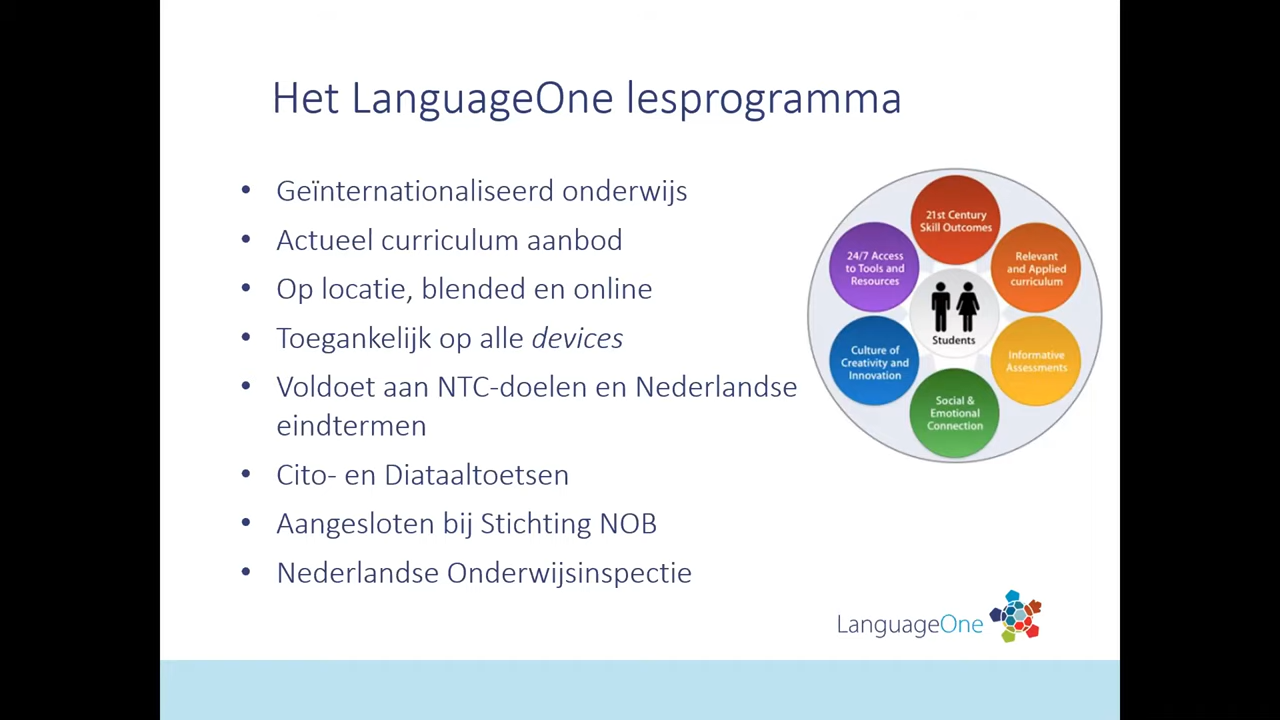 Het LanguageOne lesprogramma
• Geïnternationaliseerd onderwijs
• Actueel curriculum aanbod
• Op locatie, blended en online
• Toegankelijk op alle devices
• Voldoet aan NTC-doelen en Nederlandse
eindtermen
• Cito- en Diataaltoetsen
• Aangesloten bij Stichting NOB
• Nederlandse Onderwijsinspectie
21st Century
Skill Outcomes
Relevant
and Applied
curriculum
Informative
Assessments
Social &
Emotional
Connection
Culture of
Creativity and
Innovation
24/7 Access
to Tools and
Resources
Students
LanguageOne